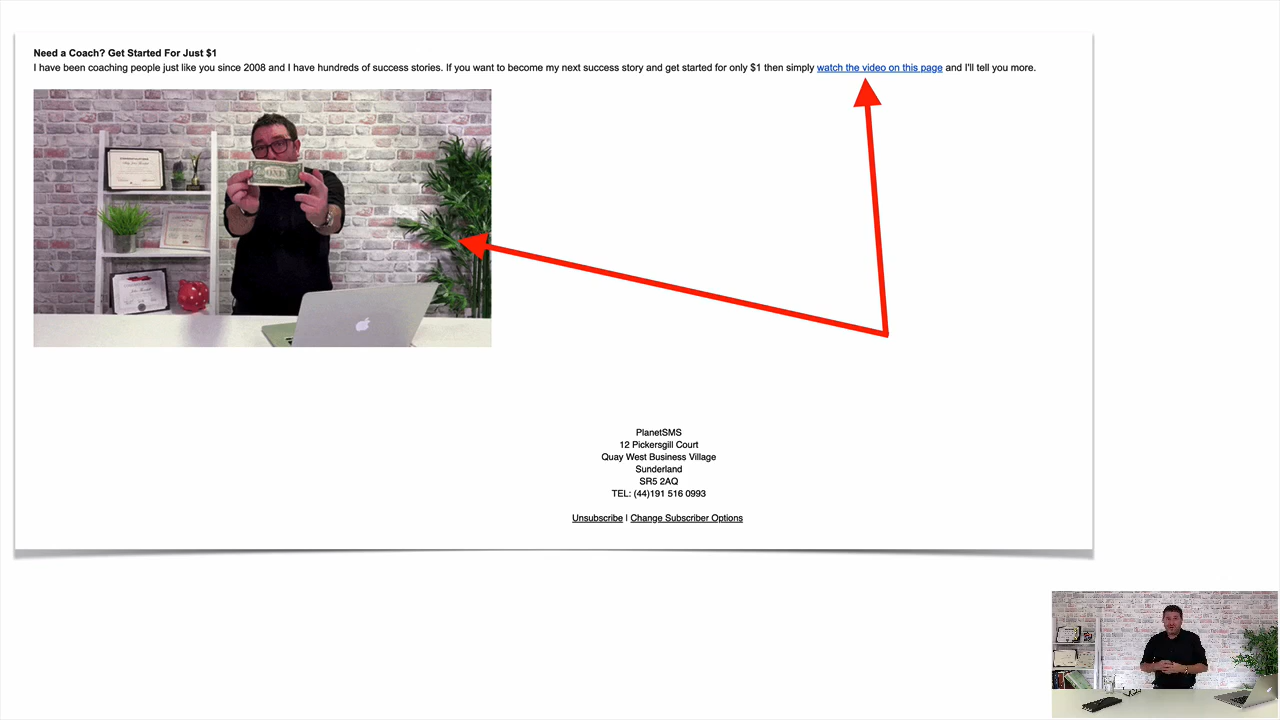 Need a Coach? Get Started For Just $1
I have been coaching people just like you since 2008 and I have hundreds of success stories. If you want to become my next success story and get started for only $1 then simply watch the video on this page and I'll tell you more.
ONE
PlanetSMS
12 Pickersgill Court
Quay West Business Village
Sunderland
SR5 2AQ
TEL: (44)191 516 0993
Unsubscribe | Change Subscriber Options